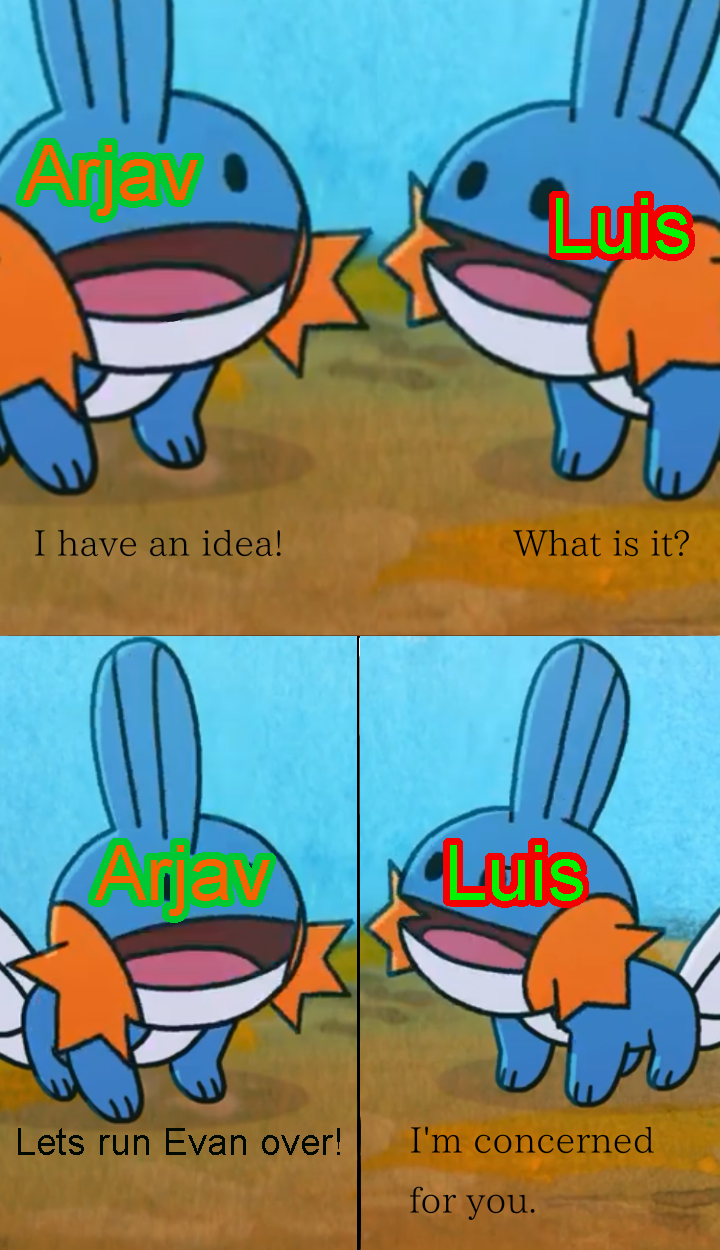 Arjav
Luis
I have an idea!
What is it?
Arjav
Luis
Lets run Evan over!
I'm concerned
for you.